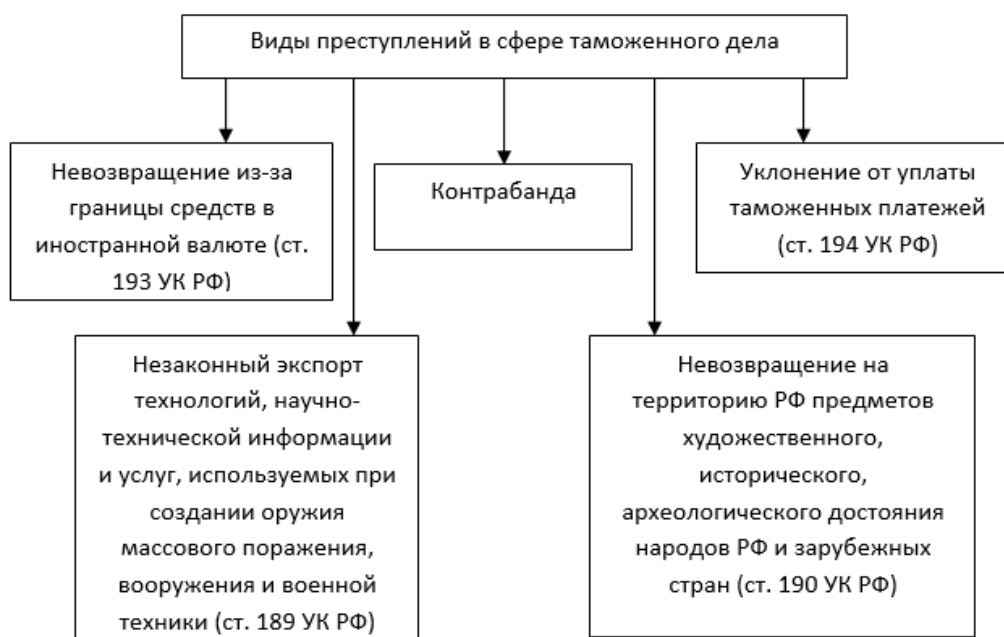 Виды преступлений в сфере таможенного дела
Невозвращение из-за
границы средств в
иностранной валюте (ст.
193 УК РФ)
Контрабанда
Уклонение от уплаты
таможенных платежей
(ст. 194 УК РФ)
Незаконный экспорт
технологий, научно-
технической информации
и услуг, используемых при
создании оружия
массового поражения,
вооружения и военной
техники (ст. 189 УК РФ)
Невозвращение на
территорию РФ предметов
художественного,
исторического,
археологического достояния
народов РФ и зарубежных
стран (ст. 190 УК РФ)